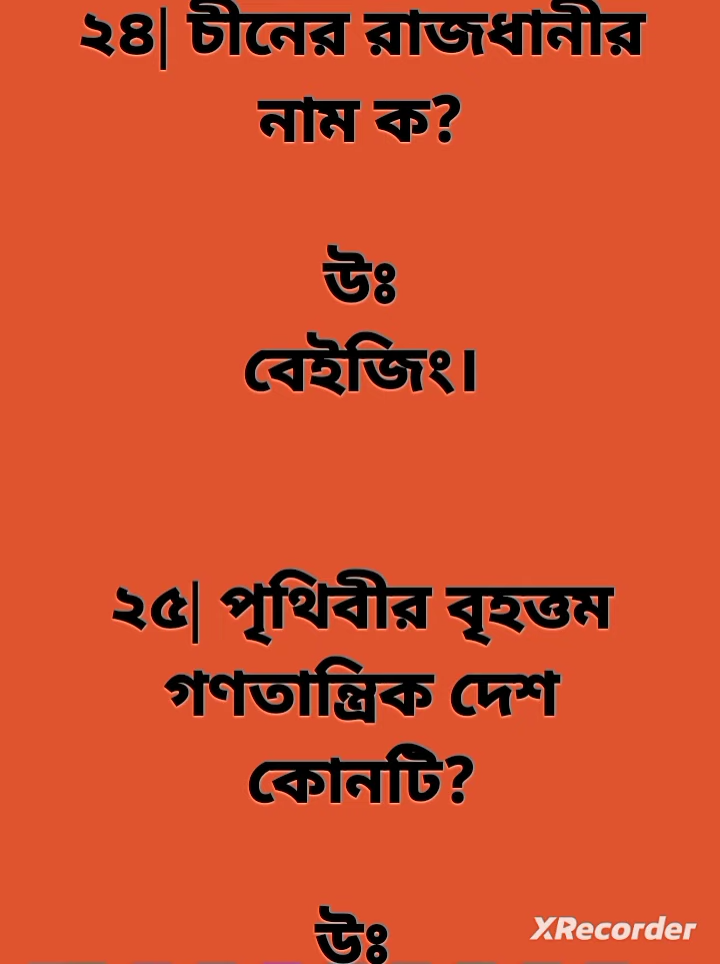 ২৪| চীনের রাজধানীর
নাম ক?
উঃ
বেইজিং।
২৫| পৃথিবীর বৃহত্তম
গণতান্ত্রিক দেশ
কোনটি?
উঃ
XRecorder